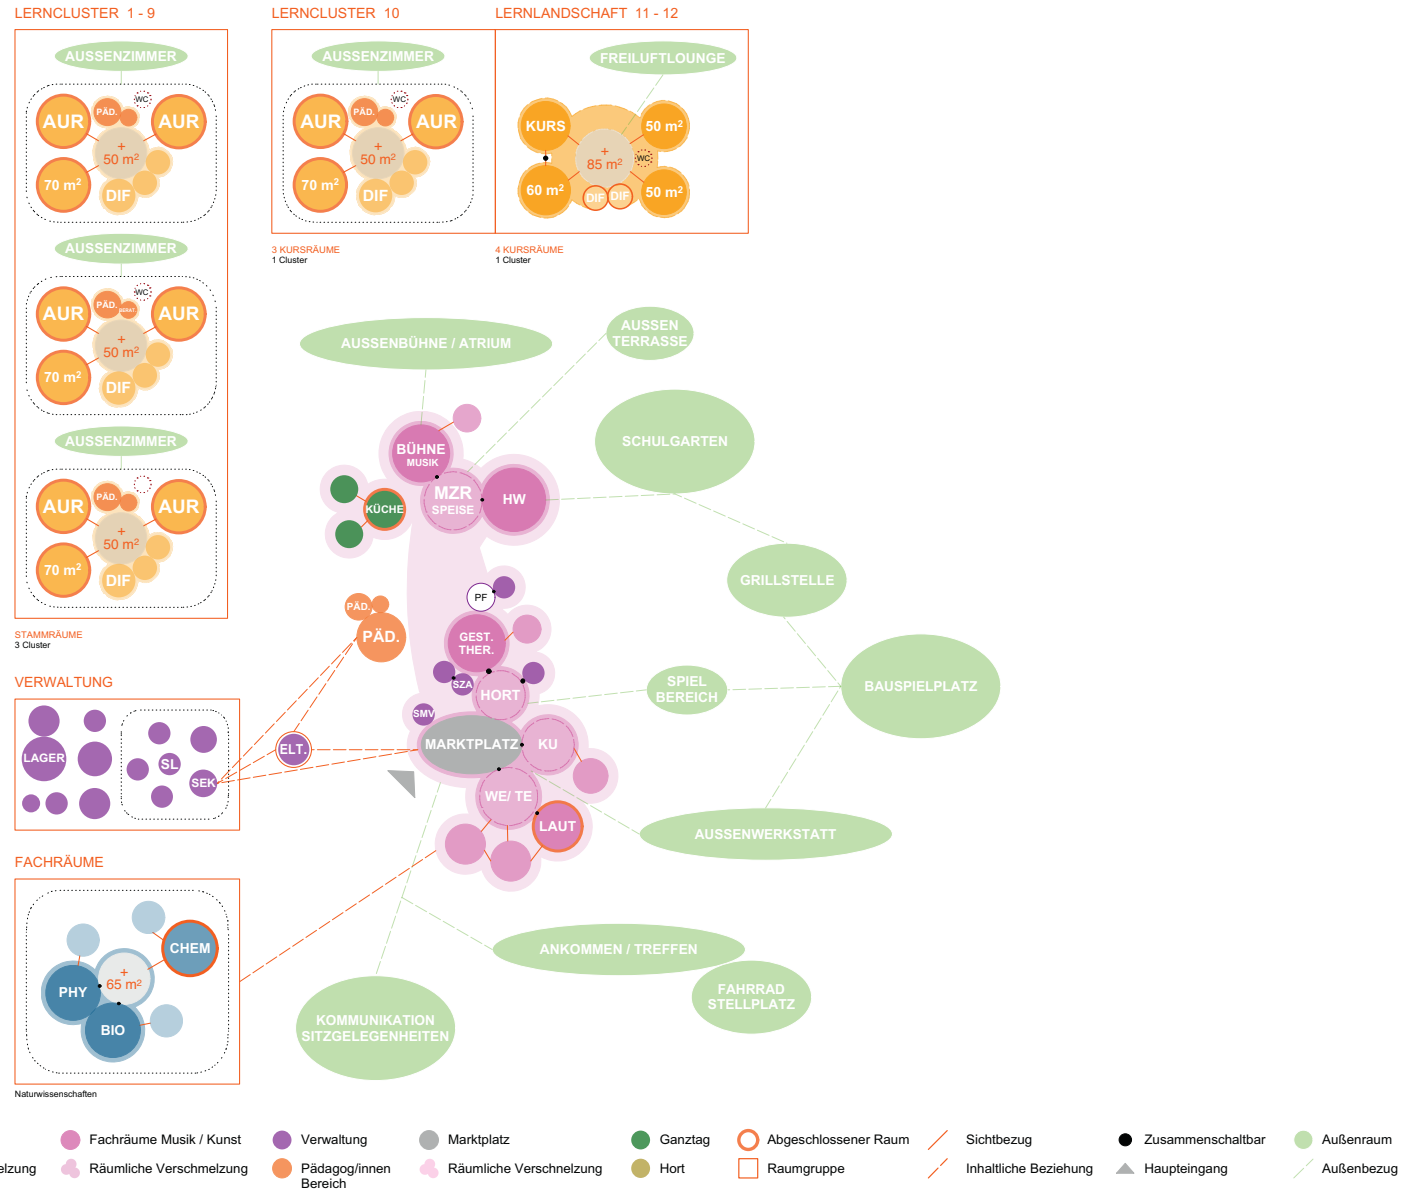 LERNCLUSTER 1 - 9
AUSSENZIMMER
WC
PÄD.
AUR
AUR
+
50 m²
70 m²
DIF
AUSSENZIMMER
WC
PÄD.
AUR
AUR
+
50 m²
70 m²
DIF
AUSSENZIMMER
PÄD.
AUR
AUR
+
50 m²
70 m²
DIF
STAMMRÄUME
3 Cluster
LERNCLUSTER 10
AUSSENZIMMER
WC
PÄD.
AUR
AUR
+
50 m²
70 m²
DIF
3 KURSRÄUME
1 Cluster
LERNLANDSCHAFT 11 - 12
FREILUFTLOUNGE
KURS
50 m²
+
85 m²
WC
60 m²
DIF
DIF
50 m²
4 KURSRÄUME
1 Cluster
AUSSENBÜHNE / ATRIUM
AUSSEN
TERRASSE
SCHULGARTEN
BÜHNE
MUSIK
MZR
SPEISE
HW
KÜCHE
GRILLSTELLE
PF
PÄD.
PÄD.
GEST.
THER.
SZA
HORT
SPIEL
BEREICH
BAUSPIELPLATZ
SMV
MARKTPLATZ
KU
ELT.
WE/ TE
LAUT
AUSSENWERKSTATT
VERWALTUNG
LAGER
SL
SEK
FACHRÄUME
CHEM
+
65 m²
PHY
BIO
Naturwissenschaften
ANKOMMEN / TREFFEN
FAHRRAD
STELLPLATZ
KOMMUNIKATION
SITZGELEGENHEITEN
Fachräume Musik / Kunst
Verwaltung
Marktplatz
Ganztag
Abgeschlossener Raum
Sichtbezug
Zusammenschaltbar
Außenraum
elzung
Räumliche Verschmelzung
Pädagog/innen
Bereich
Räumliche Verschnelzung
Hort
Raumgruppe
Inhaltliche Beziehung
Haupteingang
Außenbezug